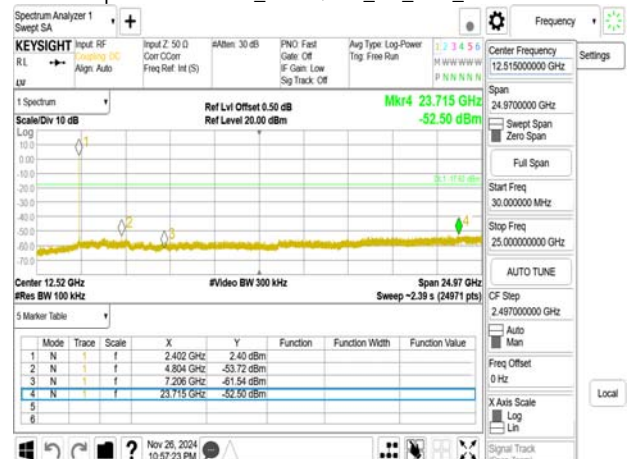 Spectrum Analyzer 1
Swept SA
Frequency
KEYSIGHT
Input: RF
Coupling: DC
Align: Auto
Input Z: 50 Ω
Corr CCorr
Freq Ref: Int (S)
#Atten: 30 dB
PNO: Fast
Gate: Off
IF Gain: Low
Sig Track: Off
Avg Type: Log-Power
Trig: Free Run
1 2 3 4 5 6
M W W W W W
P N N N N N
RL
1 Spectrum
Scale/Div 10 dB
Ref Lvl Offset 0.50 dB
Ref Level 20.00 dBm
Mkr4 23.715 GHz
-52.50 dBm
Log
10.0
0.00
-10.0
-20.0
-30.0
-40.0
-50.0
-60.0
-70.0
1
2
3
4
DL1 -17.62 dBm
Center 12.52 GHz
#Res BW 100 kHz
#Video BW 300 kHz
Span 24.97 GHz
Sweep ~2.39 s (24971 pts)
5 Marker Table
Mode Trace Scale X Y Function Function Width Function Value
1 N 1 f 2.402 GHz 2.40 dBm
2 N 1 f 4.804 GHz -53.72 dBm
3 N 1 f 7.206 GHz -61.54 dBm
4 N 1 f 23.715 GHz -52.50 dBm
5
6
Nov 26, 2024
10:57:23 PM
Center Frequency
12.515000000 GHz
Settings
Span
24.9700000 GHz
Swept Span
Zero Span
Full Span
Start Freq
30.000000 MHz
Stop Freq
25.000000000 GHz
AUTO TUNE
CF Step
2.497000000 GHz
Auto
Man
Freq Offset
0 Hz
X Axis Scale
Log
Lin
Local
Signal Track